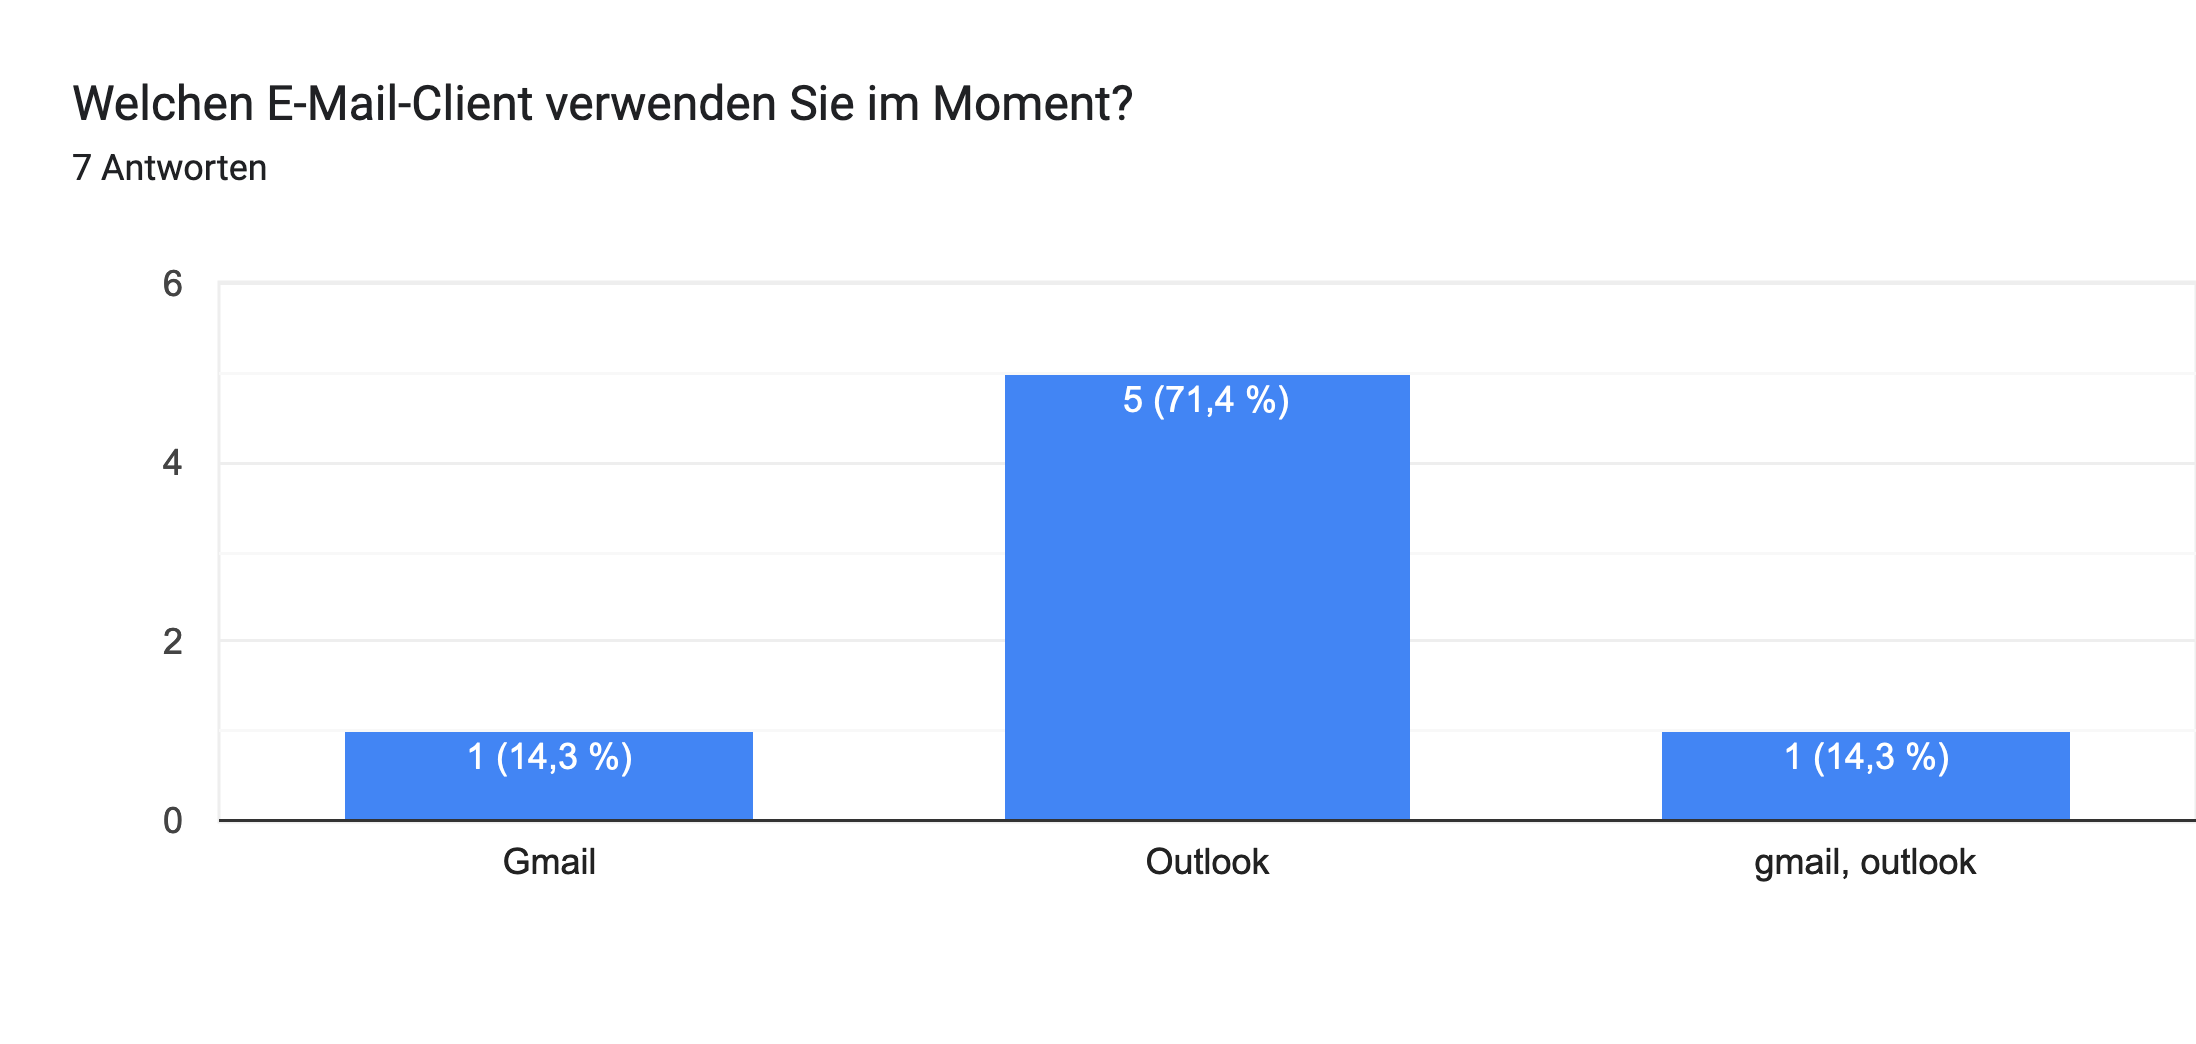 Welchen E-Mail-Client verwenden Sie im Moment?
7 Antworten
6
4
2
0
5 (71,4 %)
1 (14,3 %)
1 (14,3 %)
Gmail
Outlook
gmail, outlook